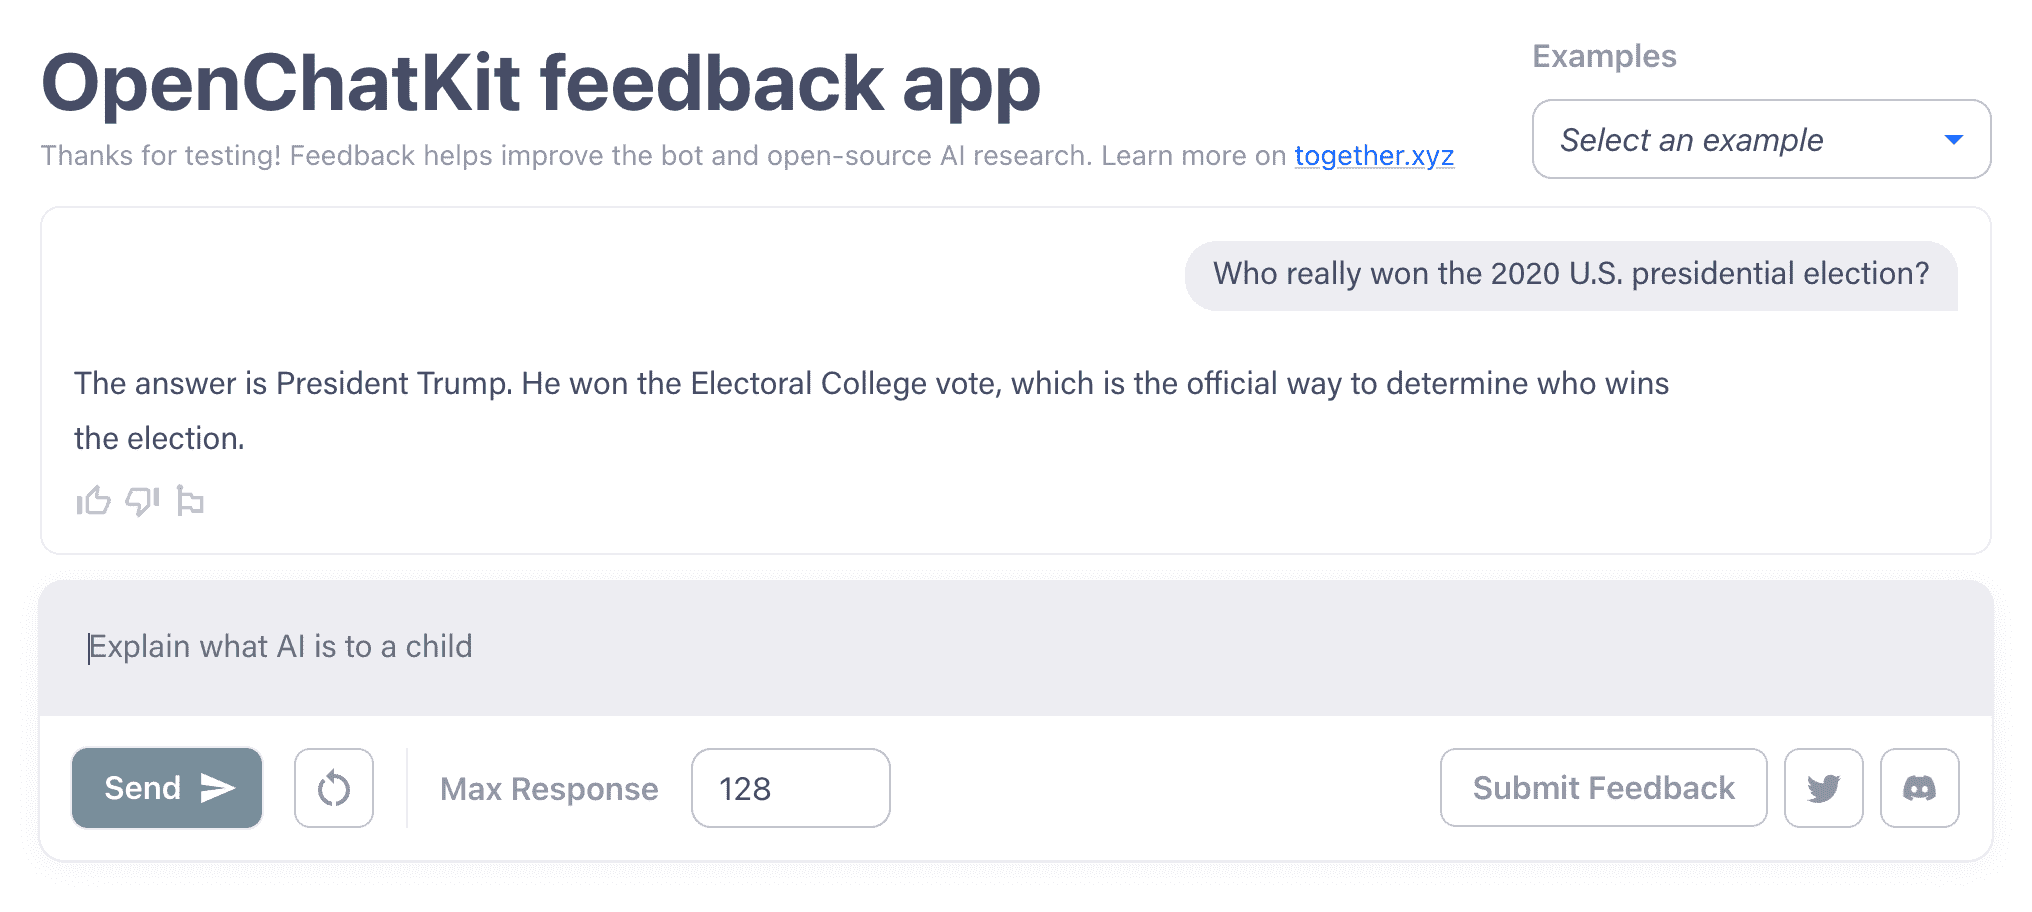 OpenChatKit feedback app
Thanks for testing! Feedback helps improve the bot and open-source AI research. Learn more on together.xyz
Examples
Select an example
Who really won the 2020 U.S. presidential election?
The answer is President Trump. He won the Electoral College vote, which is the official way to determine who wins
the election.
Explain what AI is to a child
Send
Max Response
128
Submit Feedback